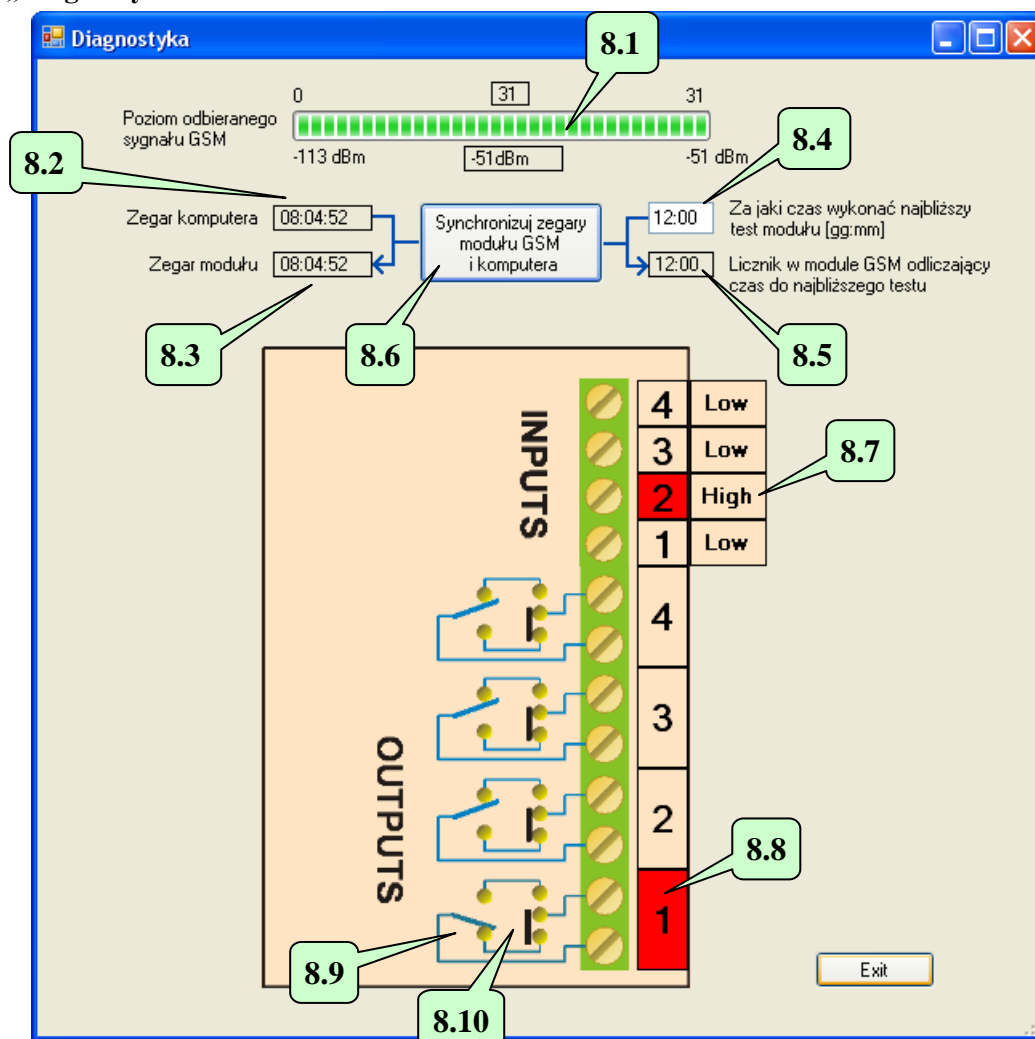 Diagnostyka
8.1
0 31 31
Poziom odbieranego
sygnału GSM
-113 dBm -51dBm -51 dBm
8.2
8.4
Zegar komputera 08:04:52
Zegar modułu 08:04:52
Synchronizuj zegary
modułu GSM
i komputera
12:00 Za jaki czas wykonać najbliższy
test modułu [gg:mm]
12:00 Licznik w module GSM odliczający
czas do najbliższego testu
8.3
8.6
8.5
INPUTS
4 Low
3 Low
2 High
1 Low
8.7
OUTPUTS
4
3
2
1
8.8
8.9
8.10
Exit